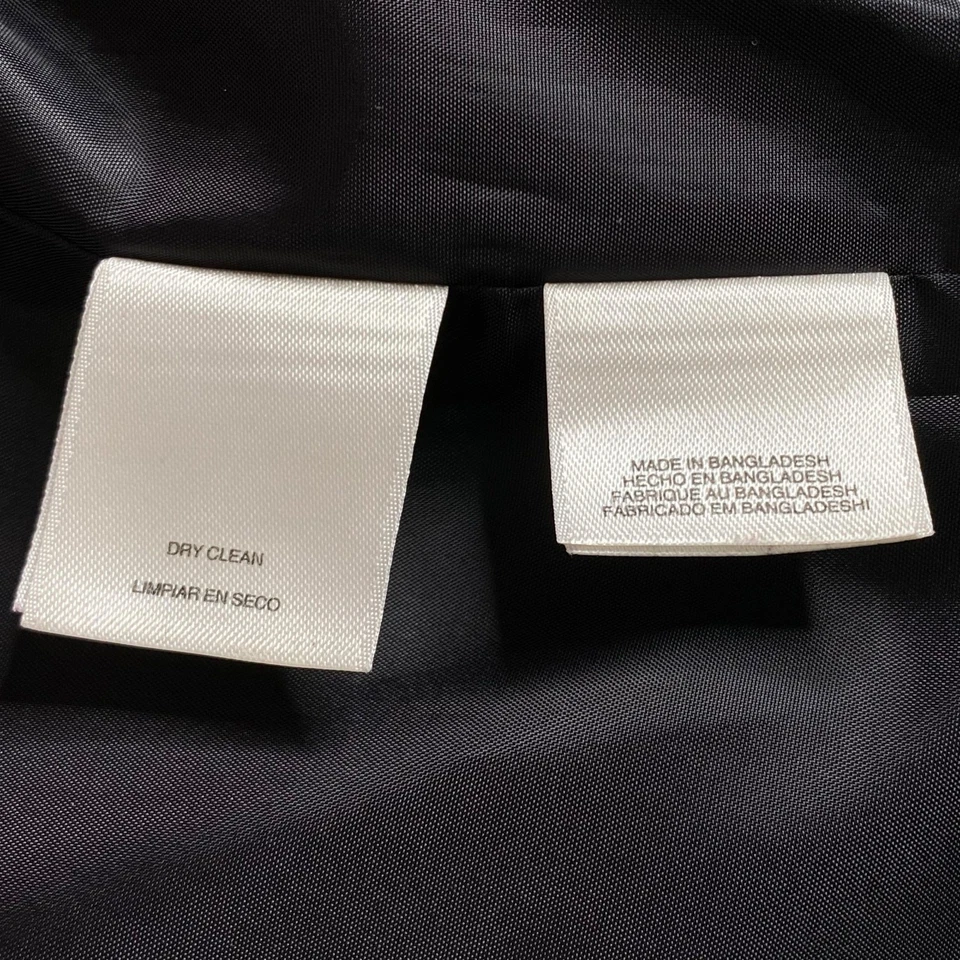 DRY CLEAN
LIMPIAR EN SECO
MADE IN BANGLADESH
HECHO EN BANGLADESH
FABRIQUE AU BANGLADESH
FABRICADO EM BANGLADESHI